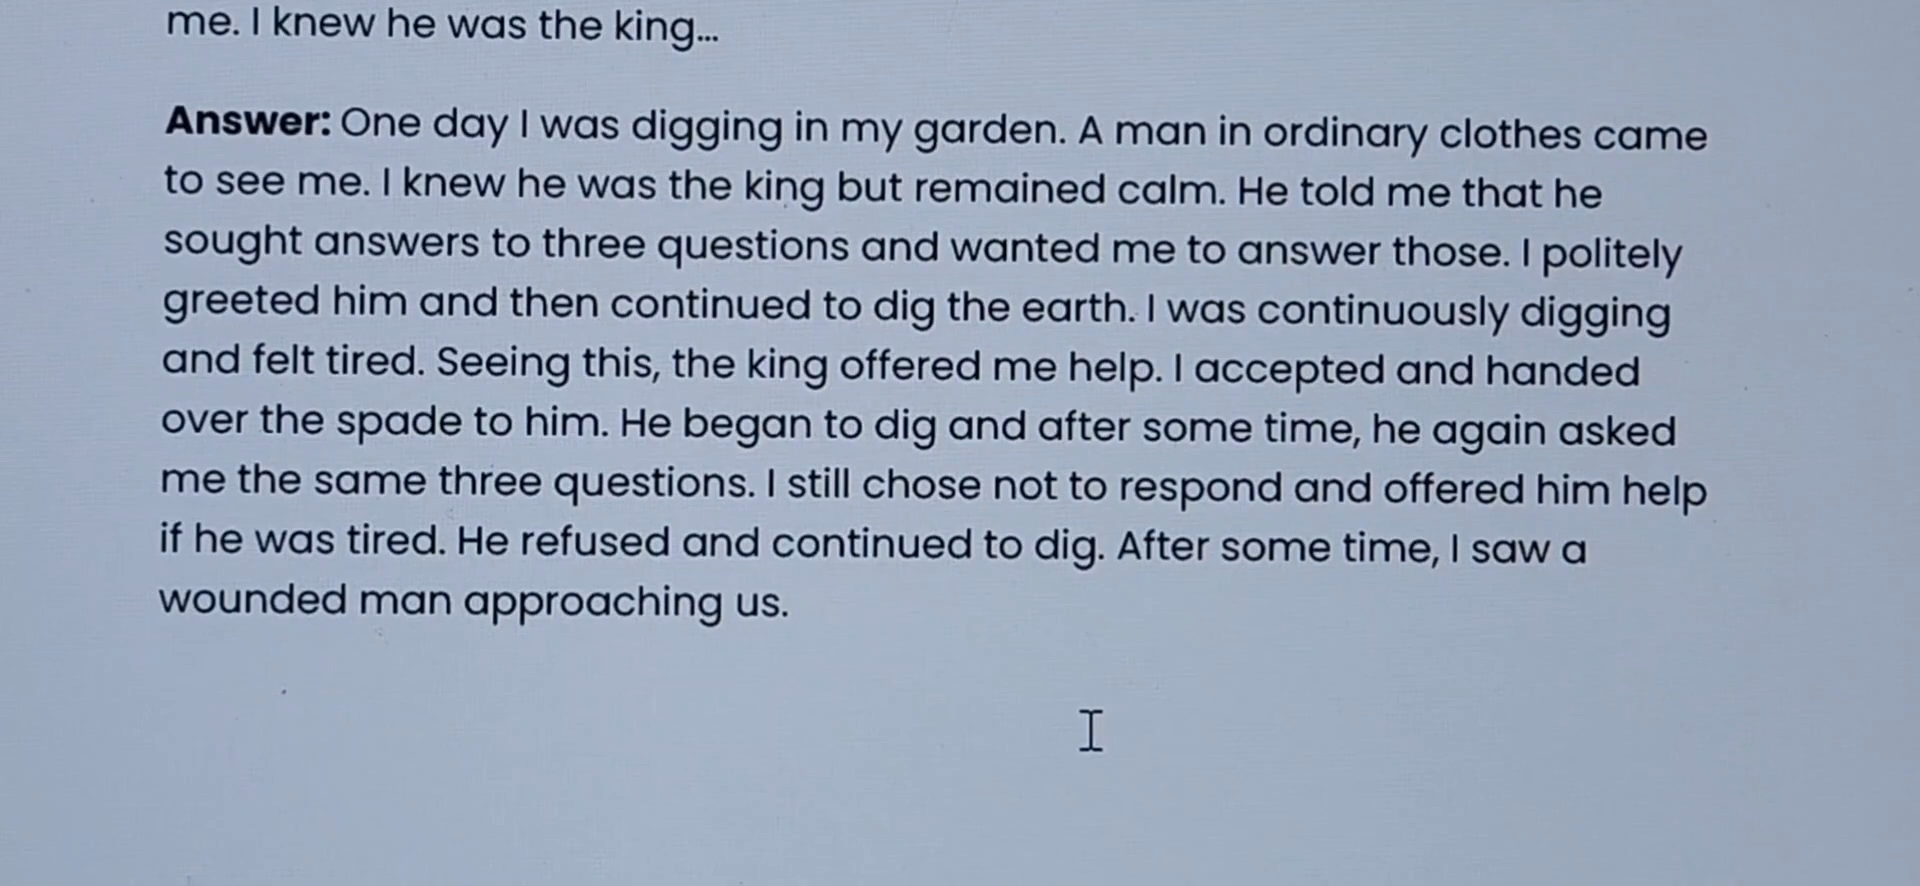 me. I knew he was the king...
Answer: One day I was digging in my garden. A man in ordinary clothes came
to see me. I knew he was the king but remained calm. He told me that he
sought answers to three questions and wanted me to answer those. I politely
greeted him and then continued to dig the earth. I was continuously digging
and felt tired. Seeing this, the king offered me help. I accepted and handed
over the spade to him. He began to dig and after some time, he again asked
me the same three questions. I still chose not to respond and offered him help
if he was tired. He refused and continued to dig. After some time, I saw a
wounded man approaching us.